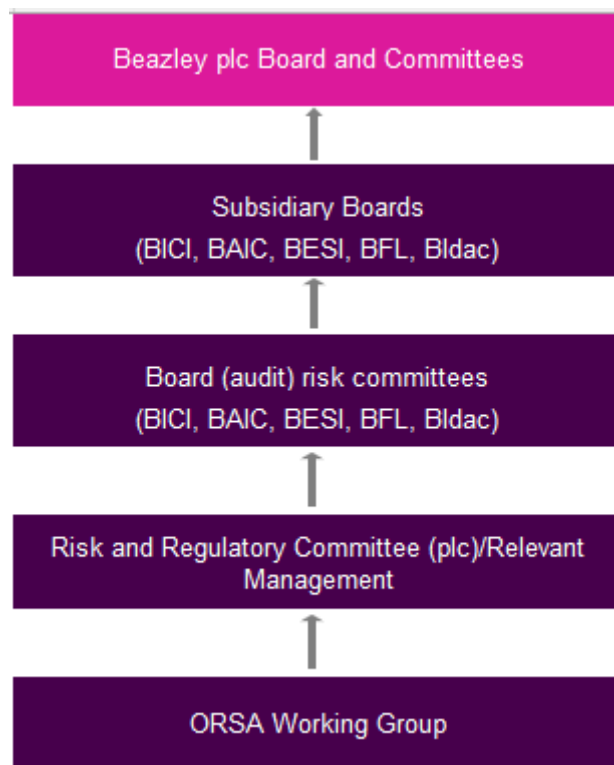 Beazley plc Board and Committees
Subsidiary Boards
(BICI, BAIC, BESI, BFL, BIdac)
Board (audit) risk committees
(BICI, BAIC, BESI, BFL, BIdac)
Risk and Regulatory Committee (plc)/Relevant
Management
ORSA Working Group